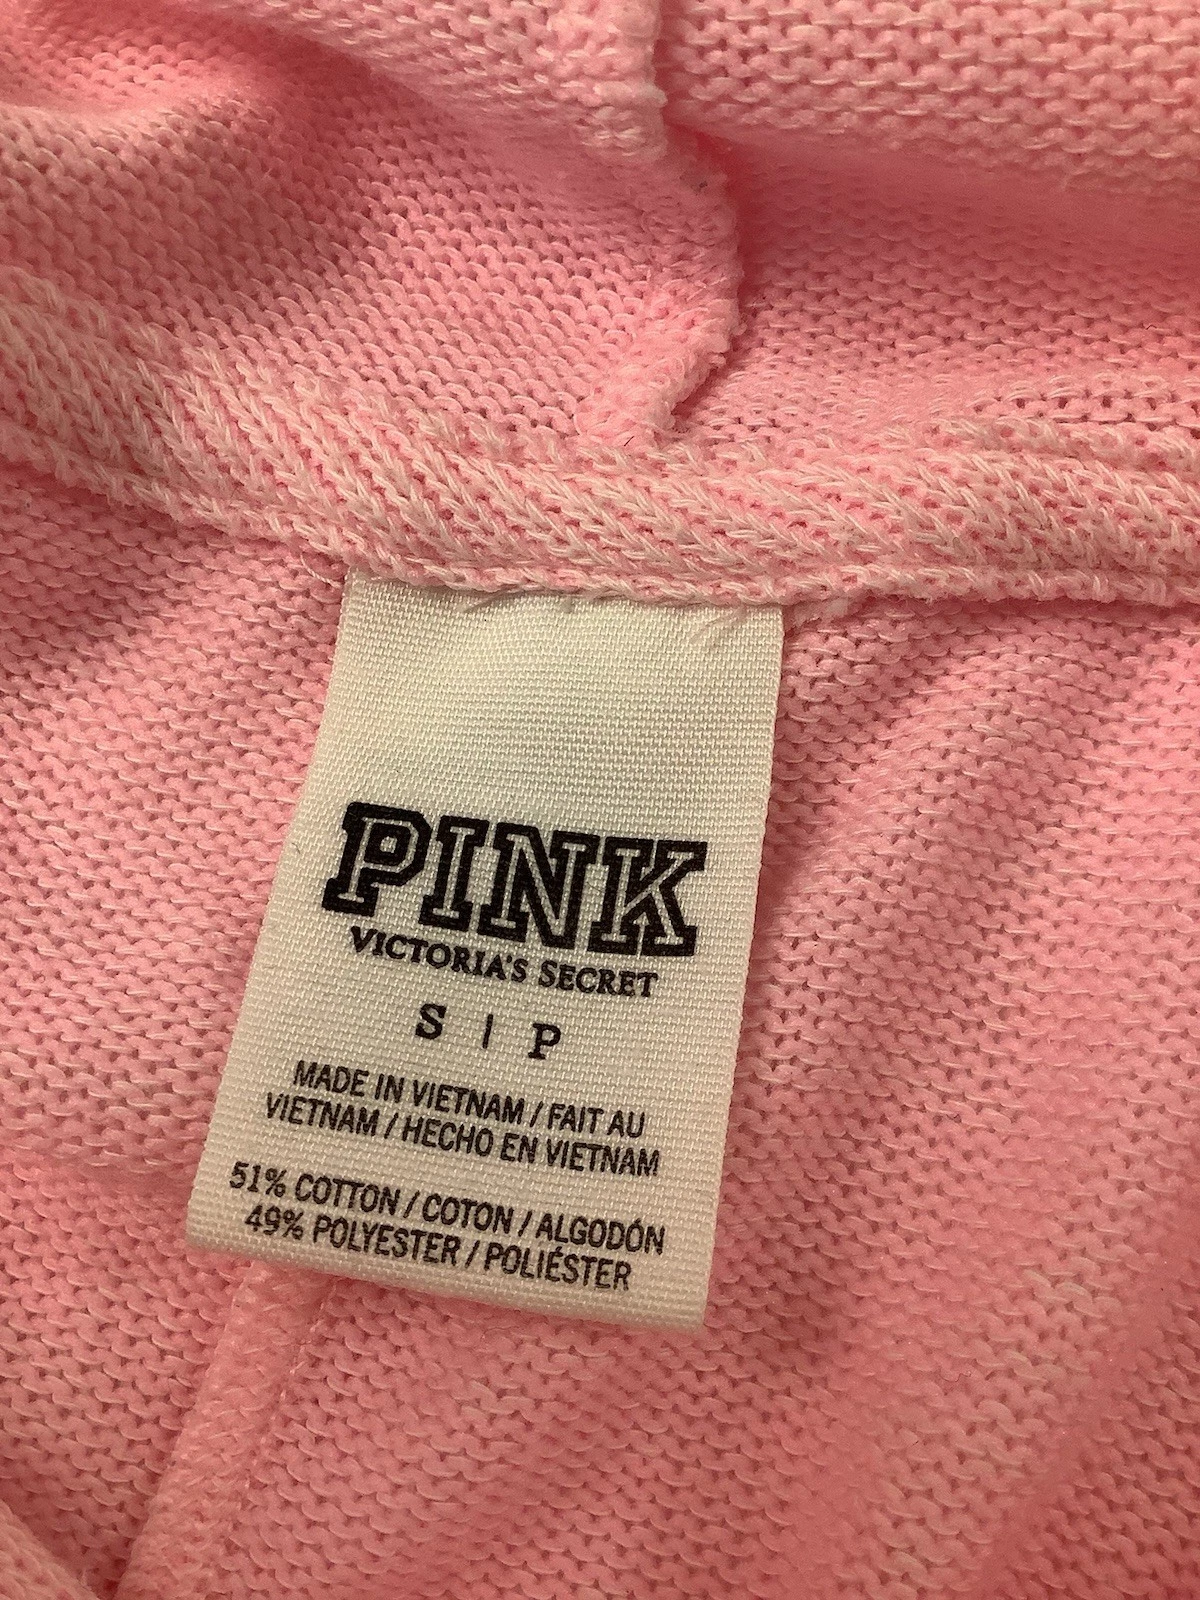 PINK
VICTORIA'S SECRET
S | P
MADE IN VIETNAM / FAIT AU
VIETNAM / HECHO EN VIETNAM
51% COTTON / COTON / ALGODÓN
49% POLYESTER / POLIÉSTER